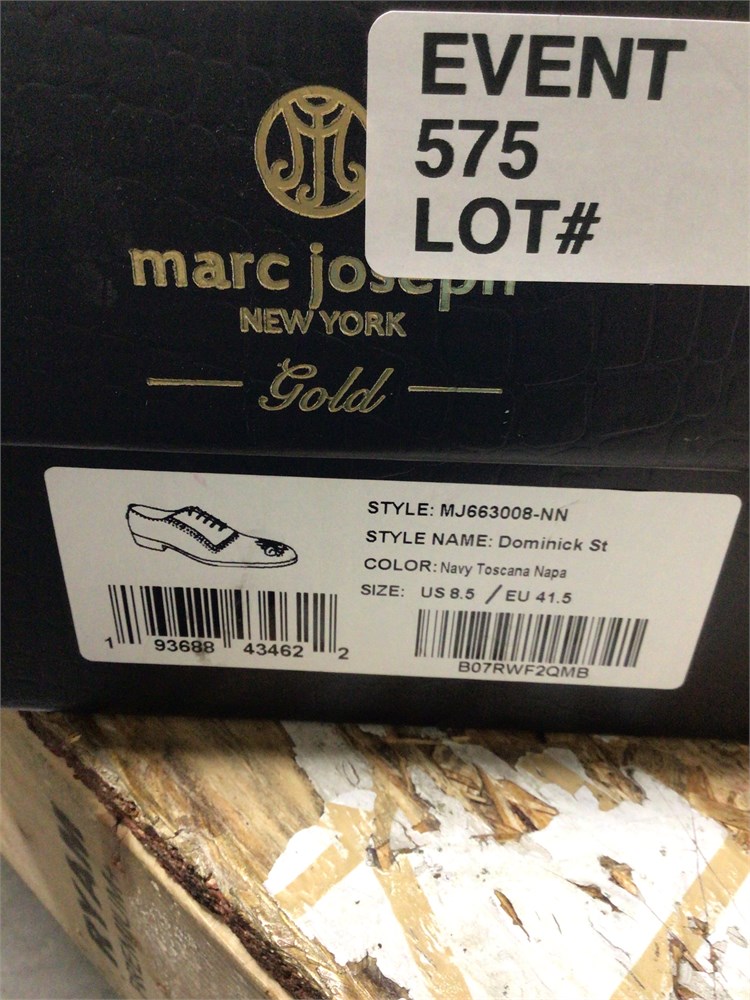 EVENT
575
LOT#
marc joseph
NEW YORK
Gold
STYLE: MJ663008-NN
STYLE NAME: Dominick St
COLOR: Navy Toscana Napa
SIZE: US 8.5 / EU 41.5
1 93688 43462 2
B07RWF2QMB
RYAM